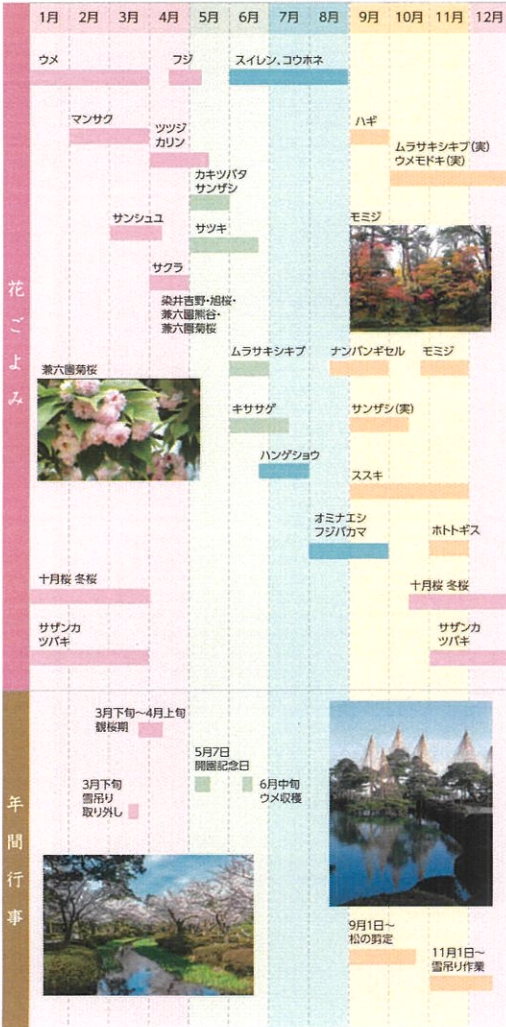 1月 2月 3月 4月 5月 6月 7月 8月 9月 10月 11月 12月
花ごよみ
ウメ
フジ
スイレン、コウホネ
マンサク
ツツジ
カリン
ハギ
ムラサキシキブ(実)
ウメモドキ(実)
カキツバタ
サンザシ
サンシュユ
サツキ
モミジ
サクラ
染井吉野・旭桜・
兼六園熊谷・
兼六園菊桜
兼六園菊桜
ムラサキシキブ
ナンバンギセル
モミジ
キササゲ
サンザシ(実)
ハンゲショウ
ススキ
オミナエシ
フジバカマ
ホトトギス
十月桜 冬桜
十月桜 冬桜
サザンカ
ツバキ
サザンカ
ツバキ
年間行事
3月下旬〜4月上旬
観桜期
5月7日
開園記念日
3月下旬
雪吊り
取り外し
6月中旬
ウメ収穫
9月1日〜
松の剪定
11月1日〜
雪吊り作業